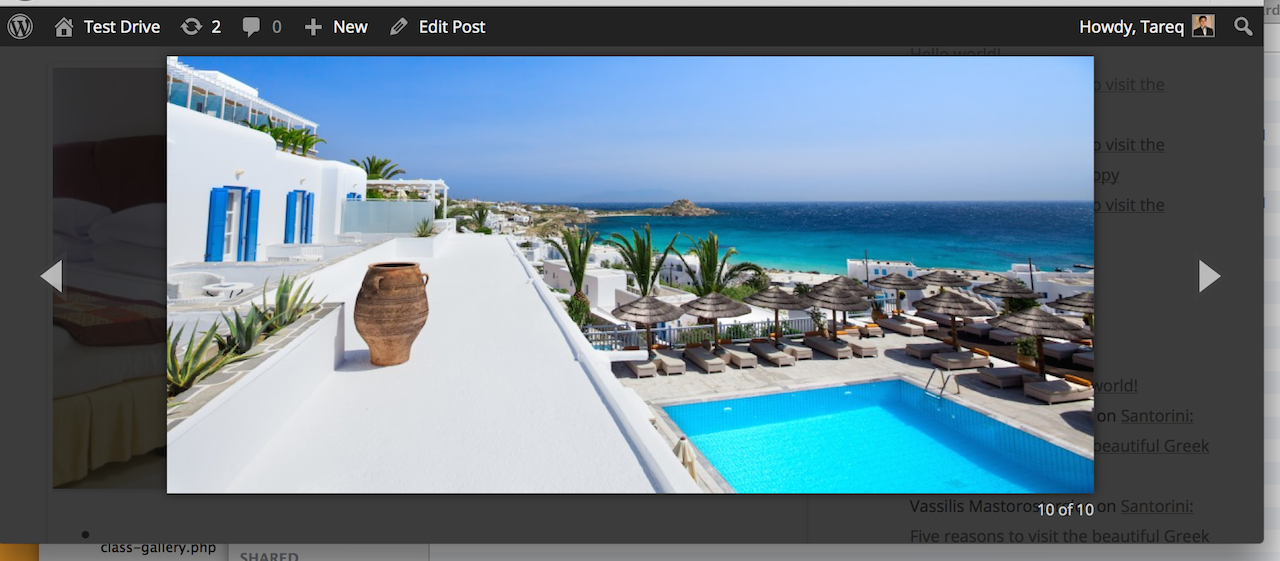 Test Drive 2 0 New Edit Post Howdy, Tareq
Hello world!
o visit the
o visit the
opy
o visit the
world!
on Santorini:
beautiful Greek
Vassilis Mastoros on Santorini:
10 of 10
Five reasons to visit the beautiful Greek
class-gallery.php
SHARED
rd